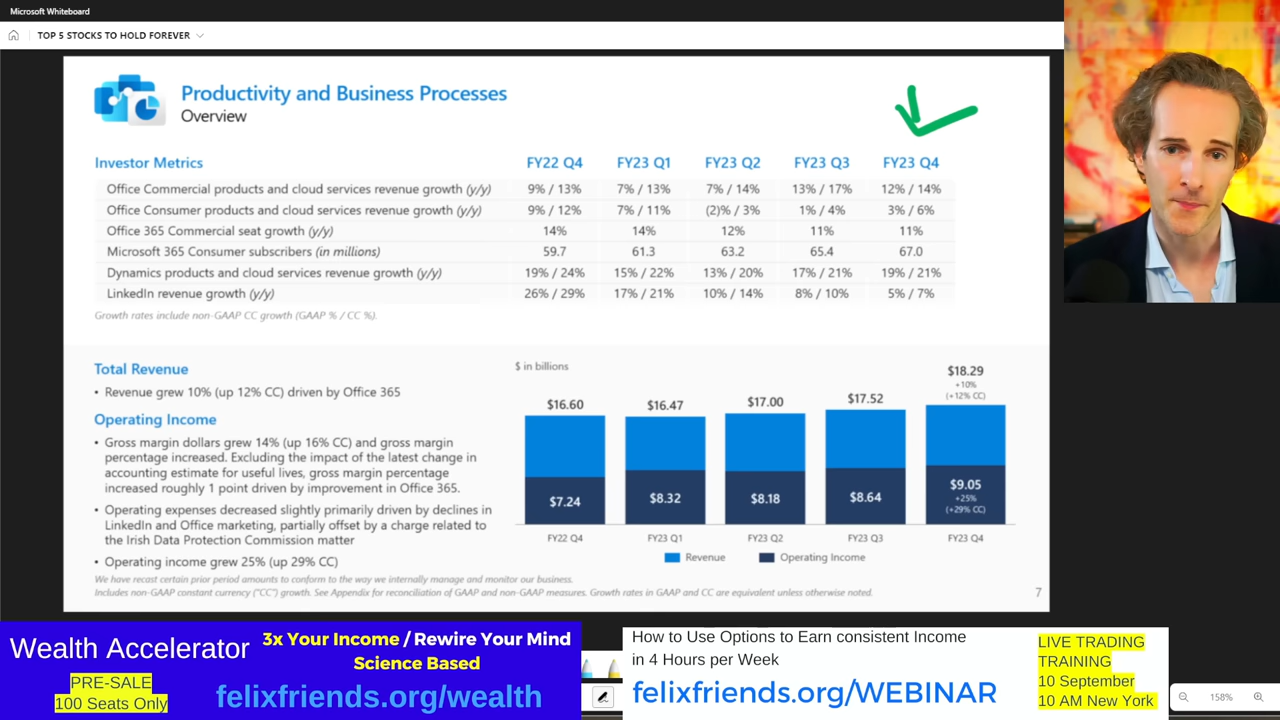 Microsoft Whiteboard
TOP 5 STOCKS TO HOLD FOREVER
Productivity and Business Processes
Overview
Investor Metrics FY22 Q4 FY23 Q1 FY23 Q2 FY23 Q3 FY23 Q4
Office Commercial products and cloud services revenue growth (y/y) 9% / 13% 7% / 13% 7% / 14% 13% / 17% 12% / 14%
Office Consumer products and cloud services revenue growth (y/y) 9% / 12% 7% / 11% (2)% / 3% 1% / 4% 3% / 6%
Office 365 Commercial seat growth (y/y) 14% 14% 12% 11% 11%
Microsoft 365 Consumer subscribers (in millions) 59.7 61.3 63.2 65.4 67.0
Dynamics products and cloud services revenue growth (y/y) 19% / 24% 15% / 22% 13% / 20% 17% / 21% 19% / 21%
LinkedIn revenue growth (y/y) 26% / 29% 17% / 21% 10% / 14% 8% / 10% 5% / 7%
Growth rates include non-GAAP CC growth (GAAP % / CC %).
Total Revenue
• Revenue grew 10% (up 12% CC) driven by Office 365
Operating Income
• Gross margin dollars grew 14% (up 16% CC) and gross margin
percentage increased. Excluding the impact of the latest change in
accounting estimate for useful lives, gross margin percentage
increased roughly 1 point driven by improvement in Office 365.
• Operating expenses decreased slightly primarily driven by declines in
LinkedIn and Office marketing, partially offset by a charge related to
the Irish Data Protection Commission matter
• Operating income grew 25% (up 29% CC)
$ in billions
$16.60 $16.47 $17.00 $17.52 $18.29
+10%
(+12% CC)
$7.24 $8.32 $8.18 $8.64 $9.05
+25%
(+29% CC)
FY22 Q4 FY23 Q1 FY23 Q2 FY23 Q3 FY23 Q4
Revenue Operating Income
We have recast certain prior period amounts to conform to the way we internally manage and monitor our business.
Includes non-GAAP constant currency ("CC") growth. See Appendix for reconciliation of GAAP and non-GAAP measures. Growth rates in GAAP and CC are equivalent unless otherwise noted.
7
Wealth Accelerator
PRE-SALE
100 Seats Only
3x Your Income / Rewire Your Mind
Science Based
felixfriends.org/wealth
How to Use Options to Earn consistent Income
in 4 Hours per Week
felixfriends.org/WEBINAR
LIVE TRADING
TRAINING
10 September
10 AM New York
158%